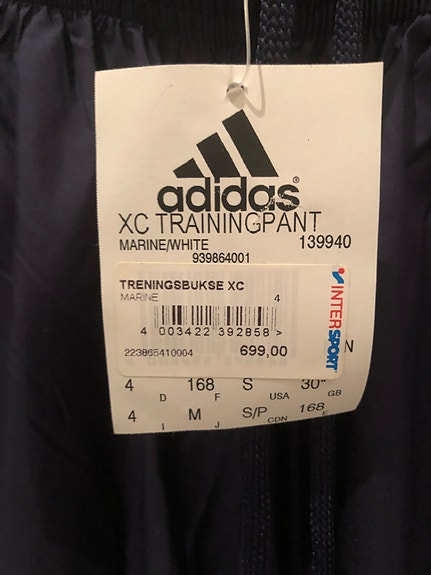 adidas®
XC TRAININGPANT
MARINE/WHITE 139940
939864001
TRENINGSBUKSE XC
MARINE 4
4 003422 392858 >
223865410004 699,00
INTERSPORT
N
4 D 168 F S USA 30" GB
4 I M J S/P CDN 168